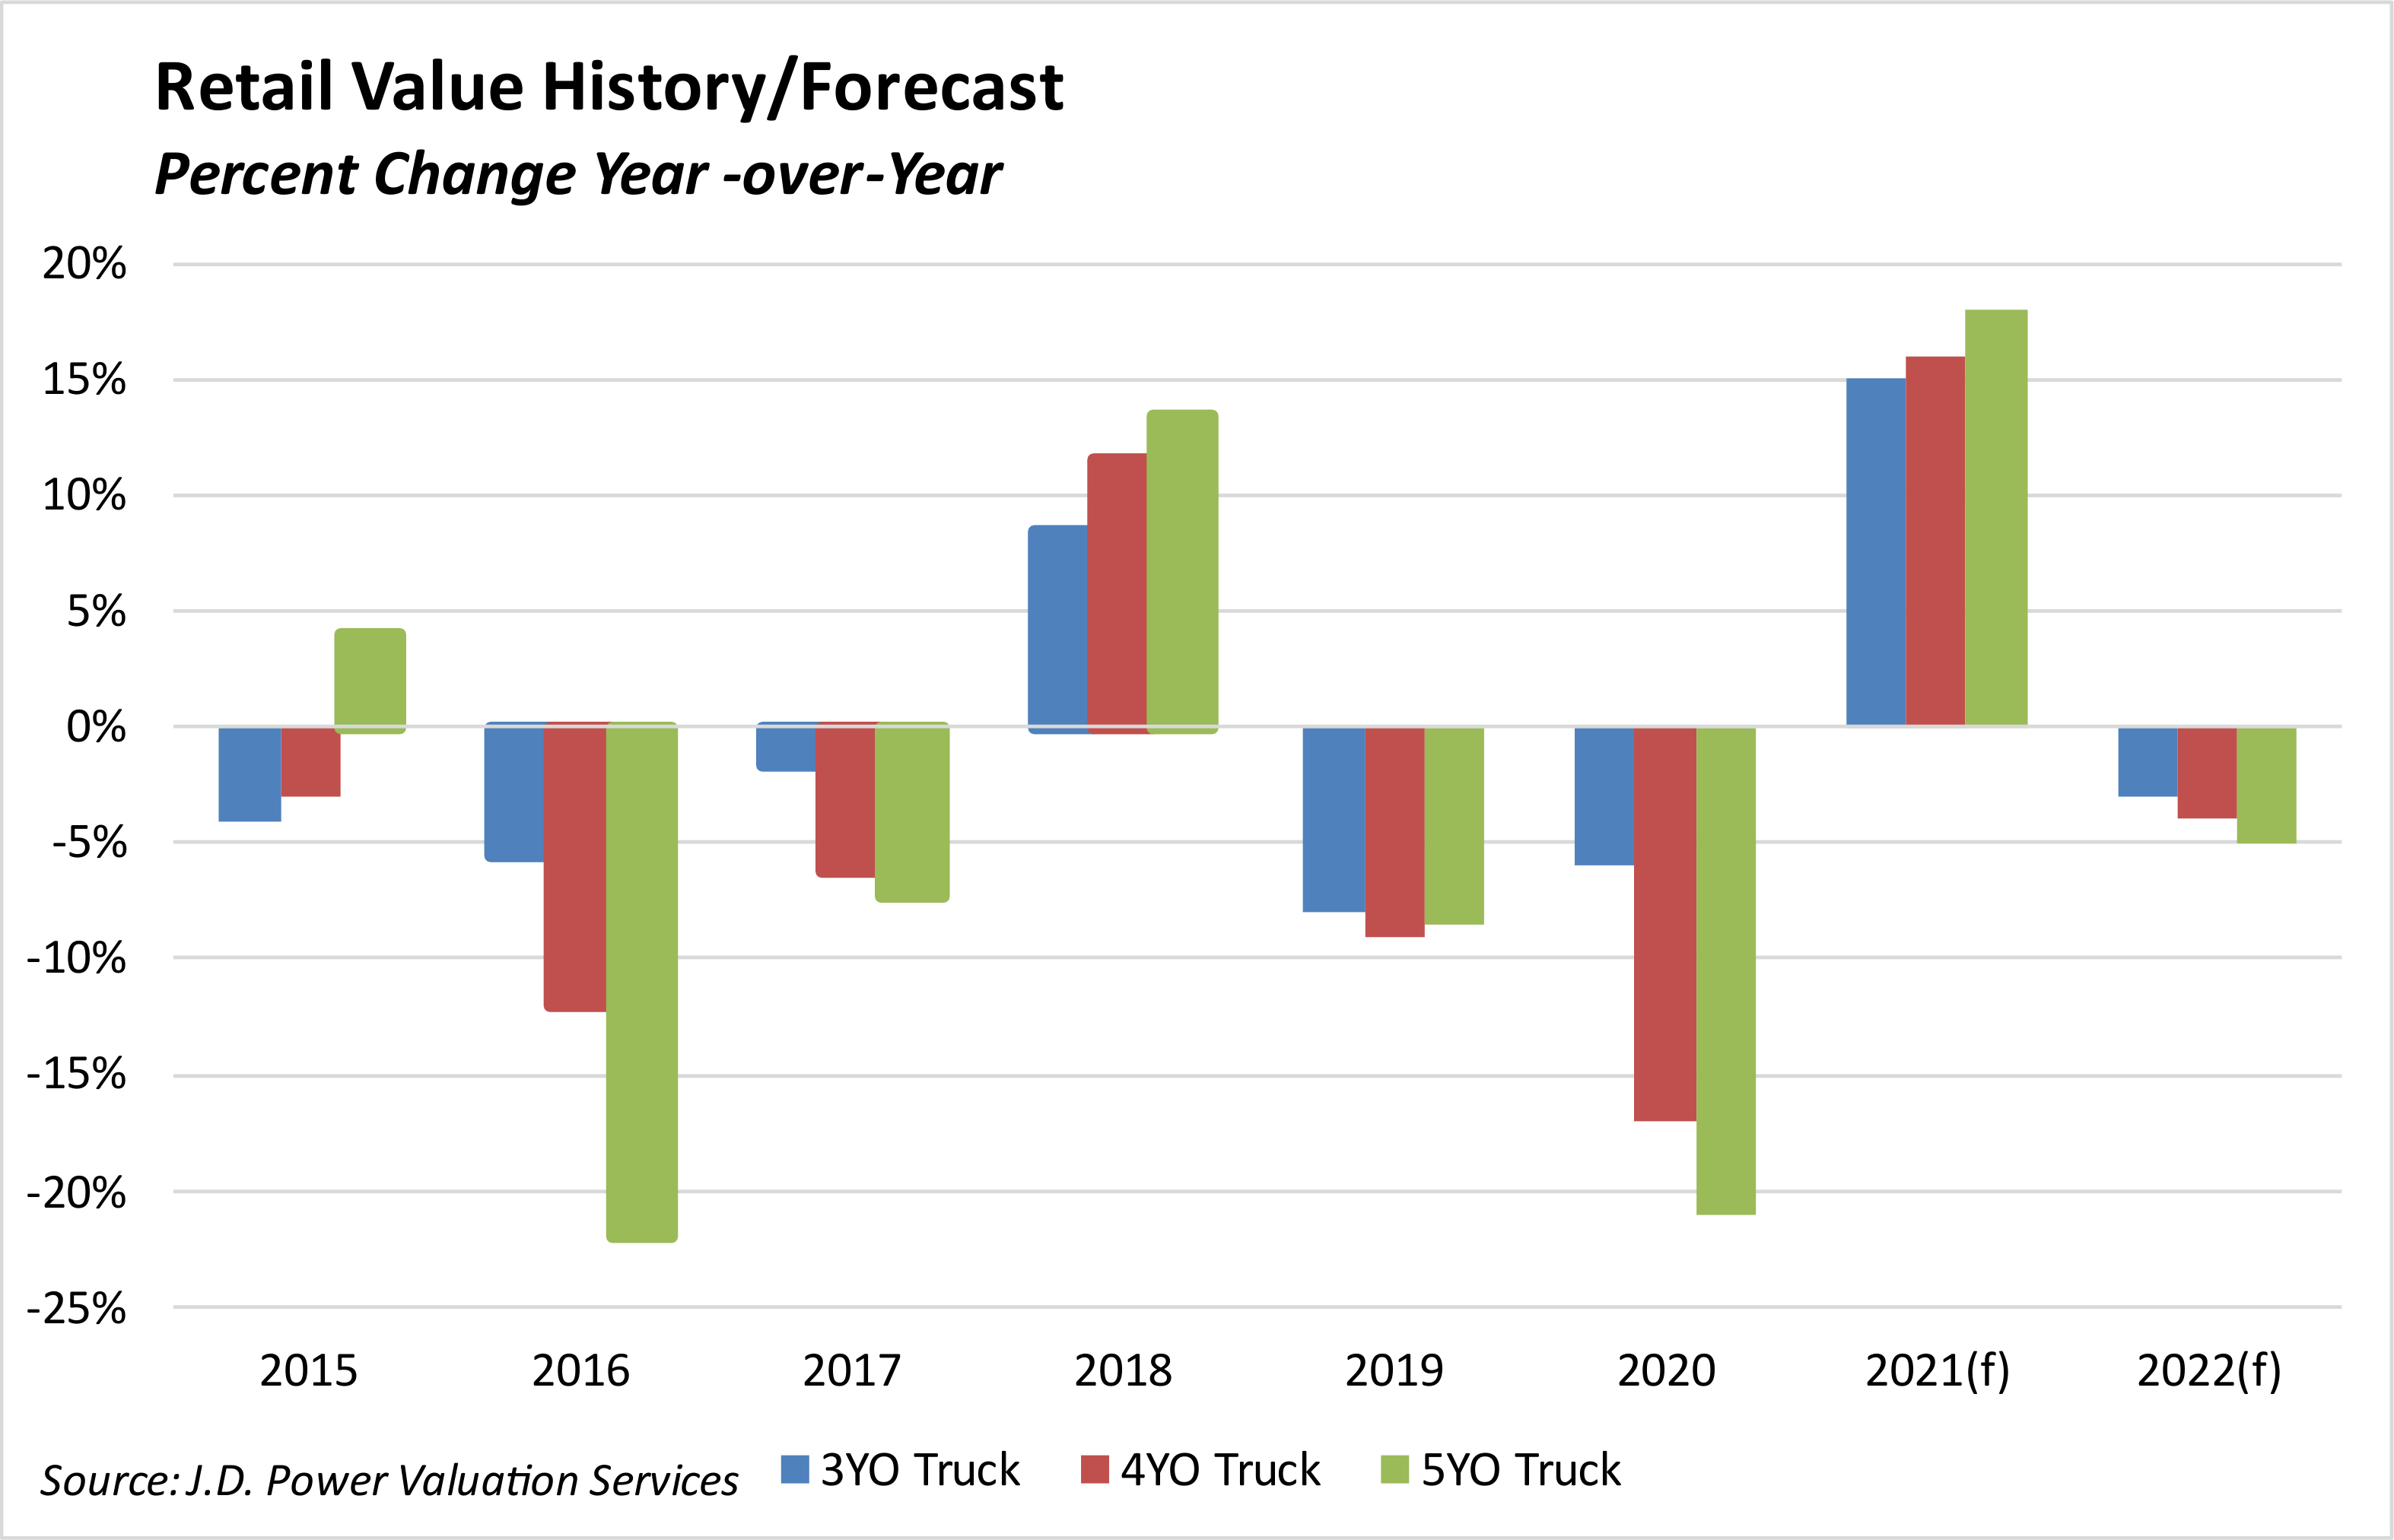 Retail Value History/Forecast
Percent Change Year -over-Year
20%
15%
10%
5%
0%
-5%
-10%
-15%
-20%
-25%
2015 2016 2017 2018 2019 2020 2021(f) 2022(f)
Source: J.D. Power Valuation Services 3YO Truck 4YO Truck 5YO Truck